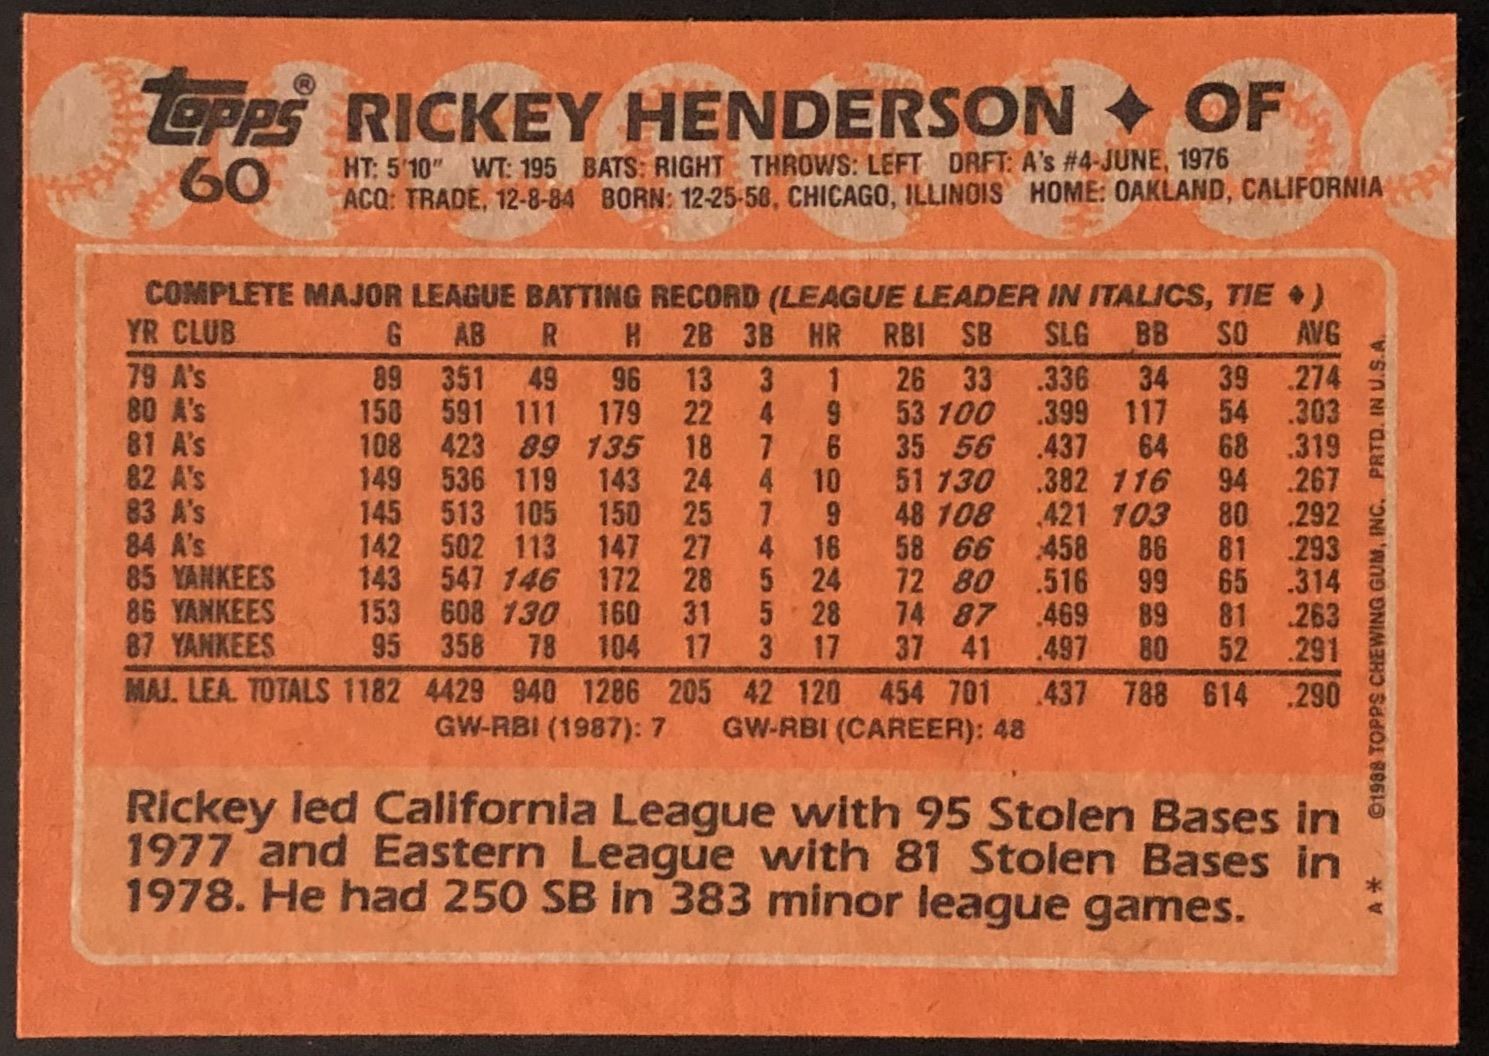 topps® RICKEY HENDERSON ♦ OF
60
HT: 5'10" WT: 195 BATS: RIGHT THROWS: LEFT DRFT: A's #4-JUNE, 1976
ACQ: TRADE, 12-8-84 BORN: 12-25-58, CHICAGO, ILLINOIS HOME: OAKLAND, CALIFORNIA
COMPLETE MAJOR LEAGUE BATTING RECORD (LEAGUE LEADER IN ITALICS, TIE ♦)
YR CLUB G AB R H 2B 3B HR RBI SB SLG BB SO AVG
79 A's 89 351 49 96 13 3 1 26 33 .336 34 39 .274
80 A's 158 591 111 179 22 4 9 53 100 .399 117 54 .303
81 A's 108 423 89 135 18 7 6 35 56 .437 64 68 .319
82 A's 149 536 119 143 24 4 10 51 130 .382 116 94 .267
83 A's 145 513 105 150 25 7 9 48 108 .421 103 80 .292
84 A's 142 502 113 147 27 4 16 58 66 .458 86 81 .293
85 YANKEES 143 547 146 172 28 5 24 72 80 .516 99 65 .314
86 YANKEES 153 608 130 160 31 5 28 74 87 .469 89 81 .263
87 YANKEES 95 358 78 104 17 3 17 37 41 .497 80 52 .291
MAJ. LEA. TOTALS 1182 4429 940 1286 205 42 120 454 701 .437 788 614 .290
GW-RBI (1987): 7 GW-RBI (CAREER): 48
Rickey led California League with 95 Stolen Bases in
1977 and Eastern League with 81 Stolen Bases in
1978. He had 250 SB in 383 minor league games.
A* ©1988 TOPPS CHEWING GUM, INC. PRTD. IN U.S.A.